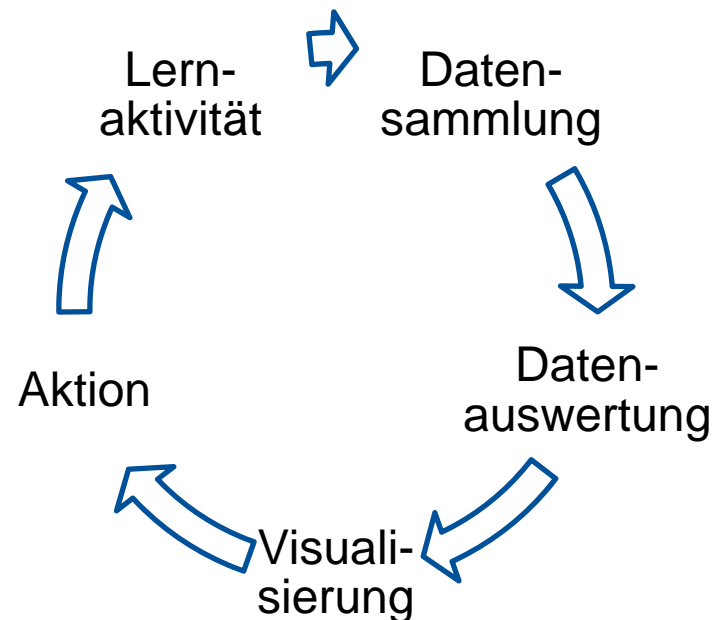 Lern-
aktivität
Daten-
sammlung
Daten-
auswertung
Visuali-
sierung
Aktion